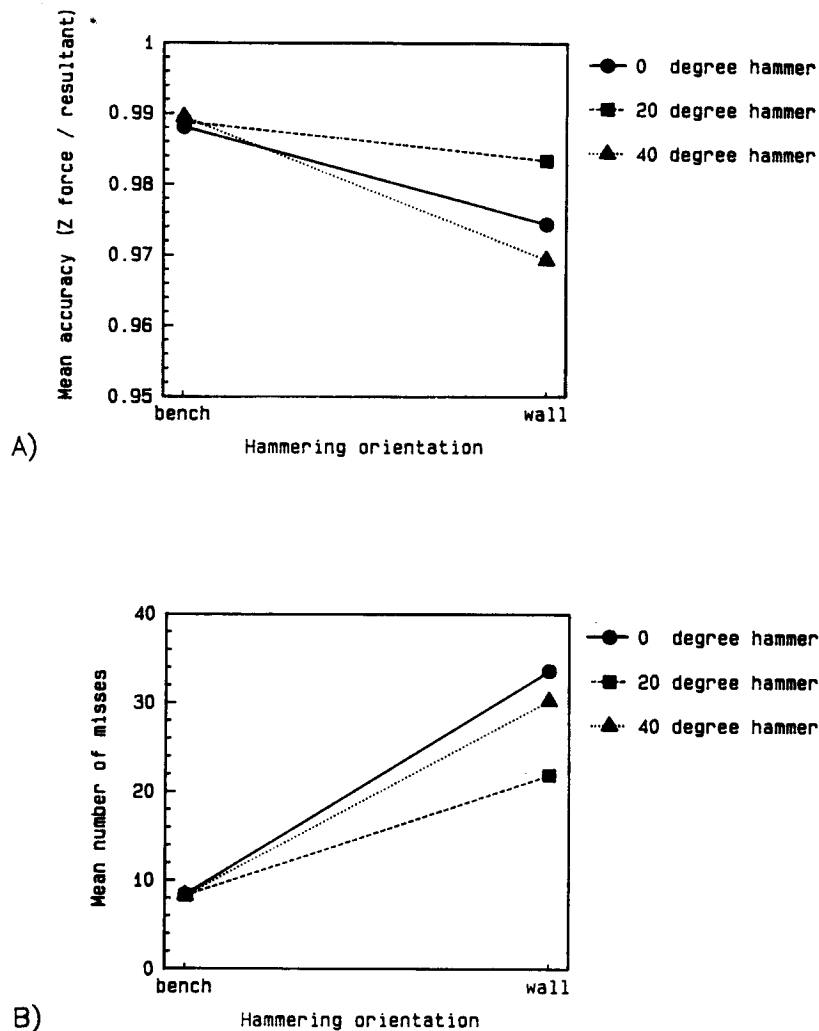 Mean accuracy (Z force / resultant)
1
0.99
0.98
0.97
0.96
0.95
bench
wall
Hammering orientation
0 degree hammer
20 degree hammer
40 degree hammer
A)
Mean number of misses
40
30
20
10
0
bench
wall
Hammering orientation
0 degree hammer
20 degree hammer
40 degree hammer
B)